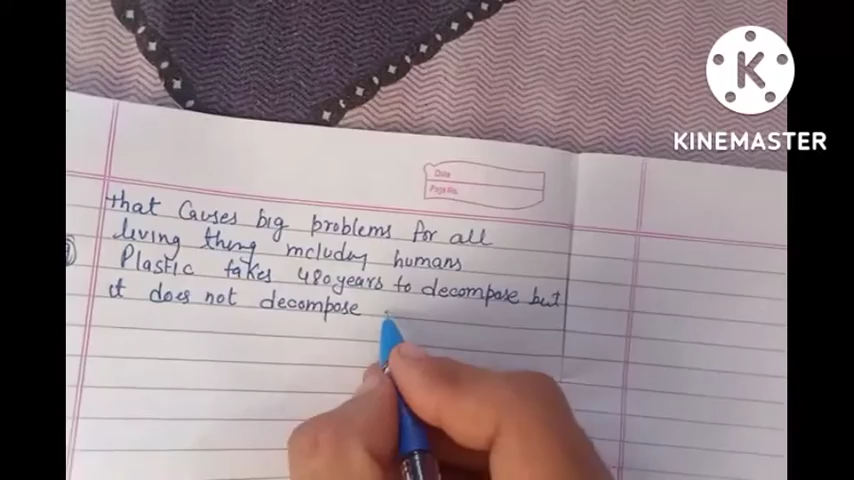 KINEMASTER
Date
Page No.
that causes big problems for all
living thing includey humans
Plastic takes 480 years to decompose but
it does not decompose